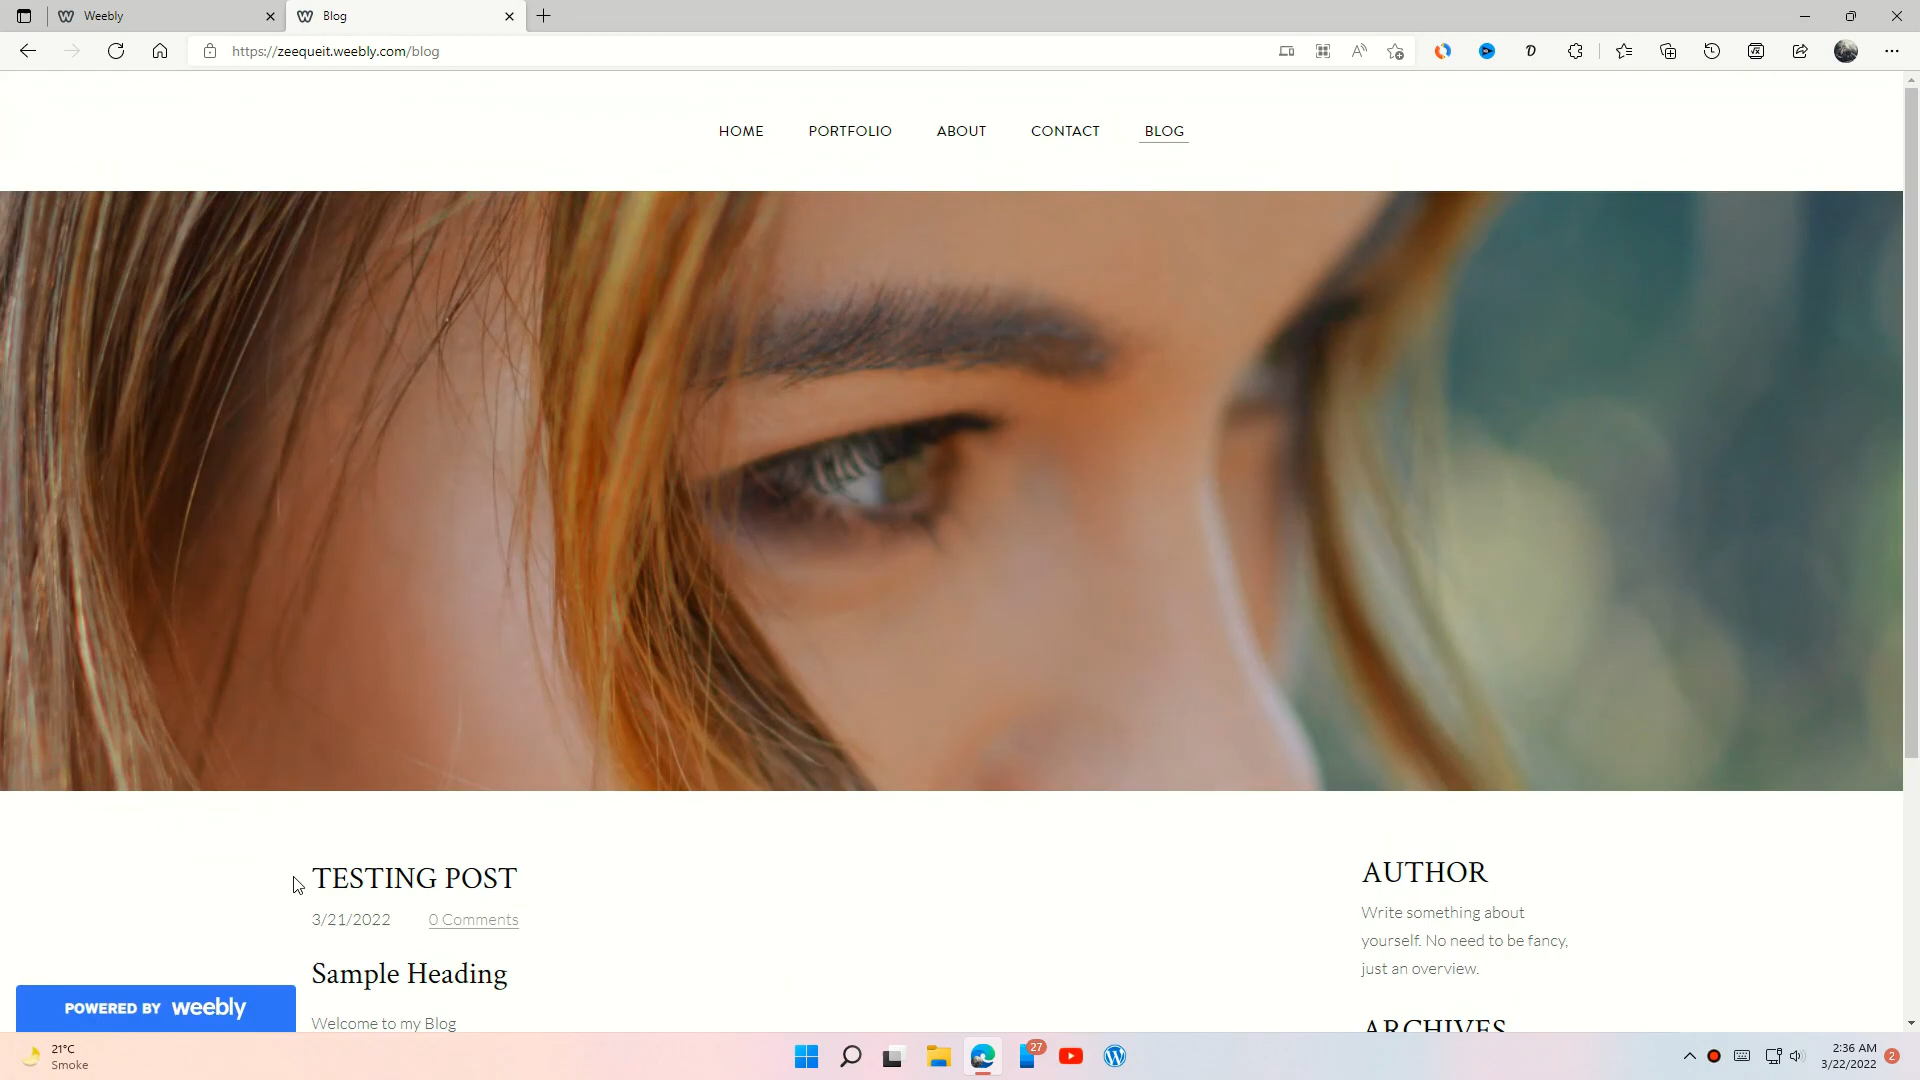 Weebly
Blog
https://zeequeit.weebly.com/blog
HOME
PORTFOLIO
ABOUT
CONTACT
BLOG
TESTING POST
3/21/2022
0 Comments
Sample Heading
Welcome to my Blog
AUTHOR
Write something about
yourself. No need to be fancy,
just an overview.
ARCHIVES
POWERED BY weebly
21°C
Smoke
27
2:36 AM
3/22/2022
2